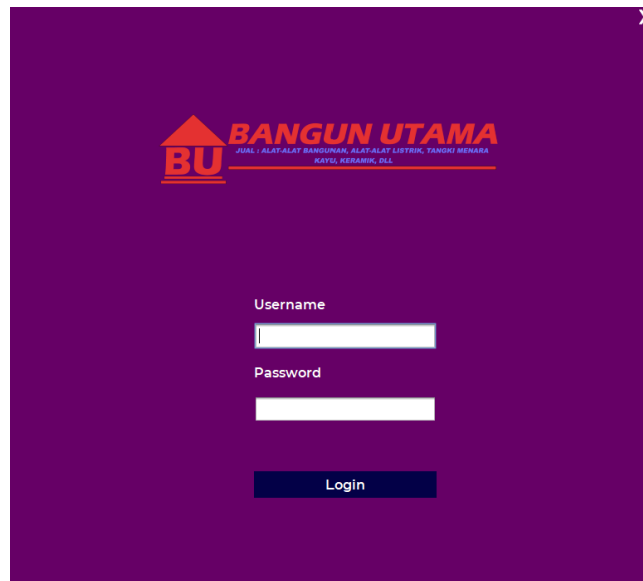 X
BANGUN UTAMA
BU
JUAL : ALAT-ALAT BANGUNAN, ALAT-ALAT LISTRIK, TANGKI MENARA
KAYU, KERAMIK, DLL
Username
Password
Login